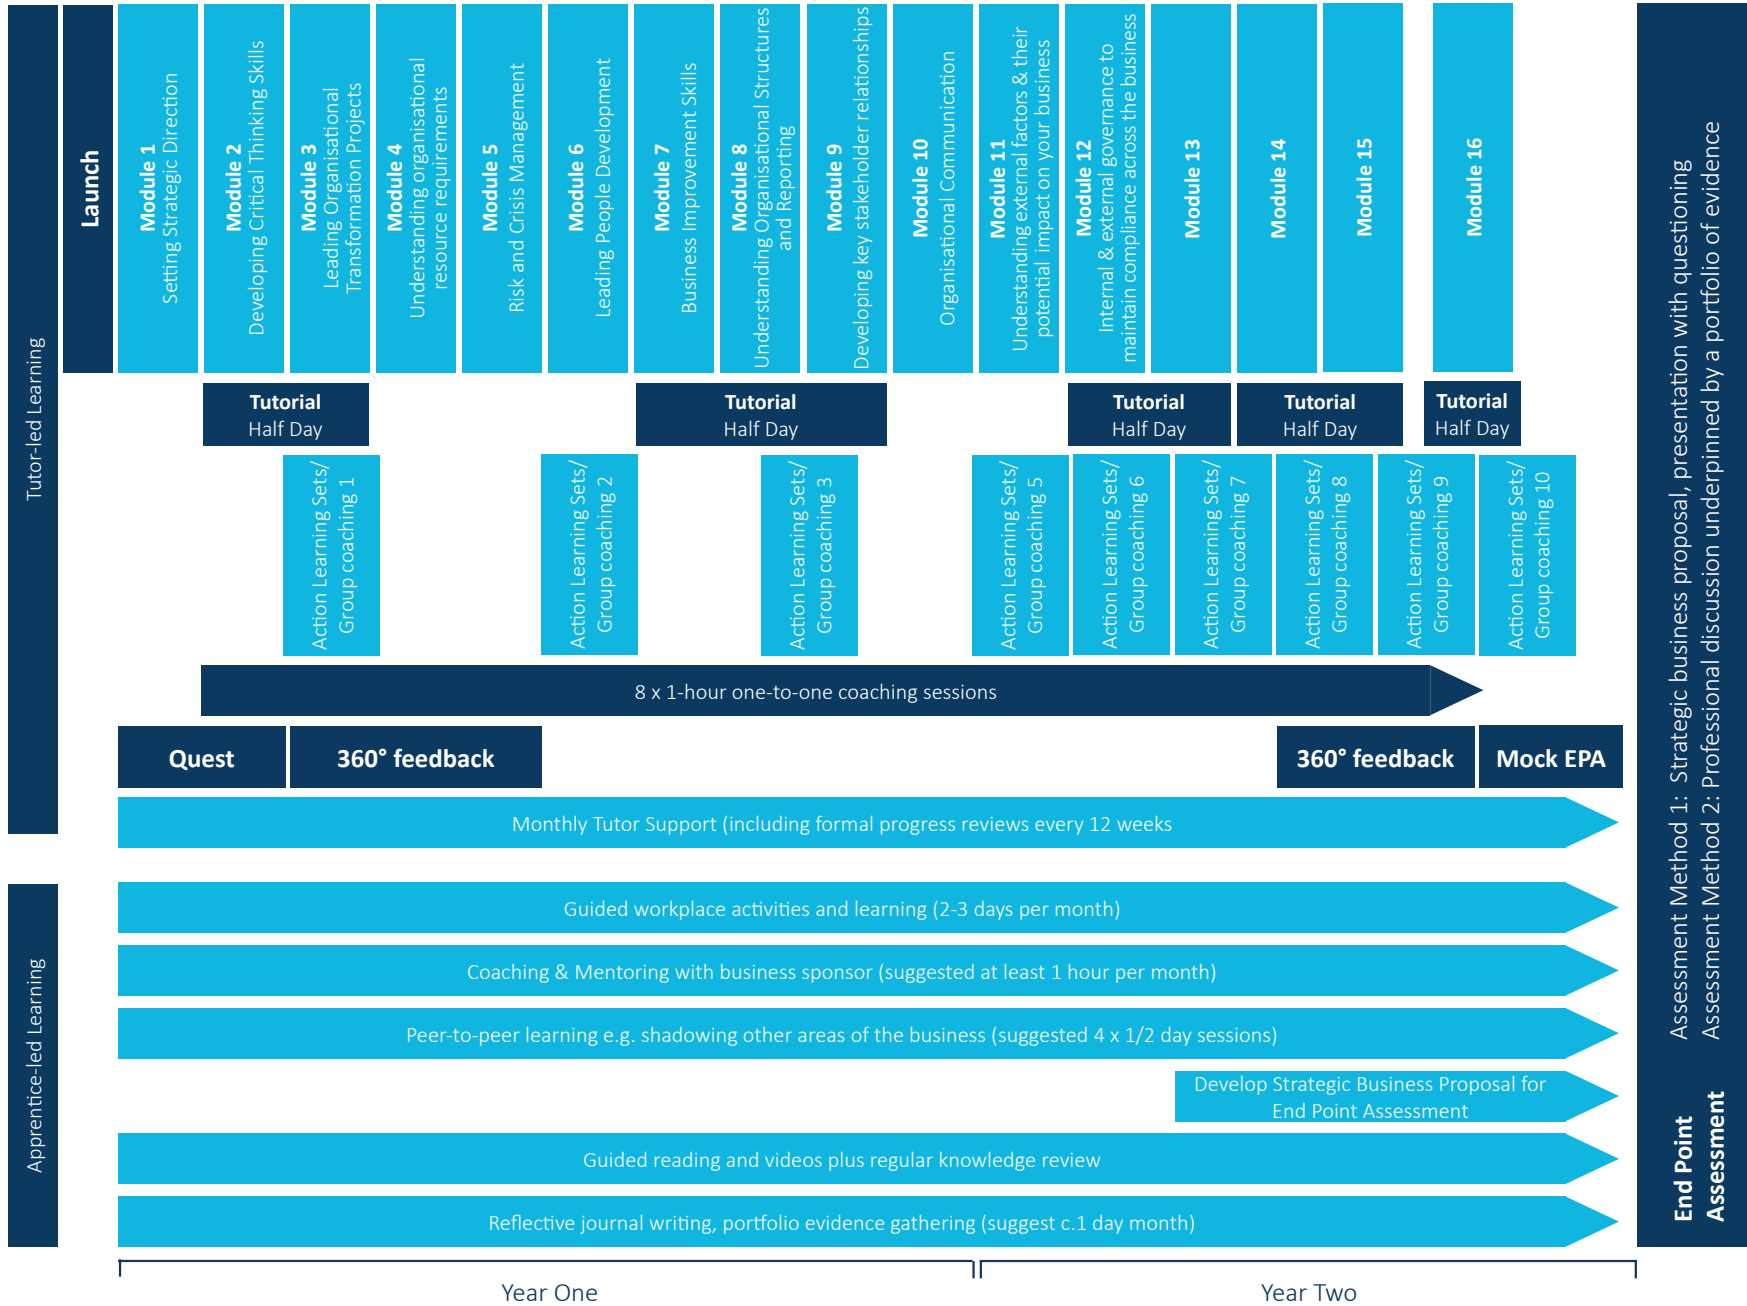 Tutor-led Learning
Launch
Module 1
Setting Strategic Direction
Module 2
Developing Critical Thinking Skills
Module 3
Leading Organisational
Transformation Projects
Module 4
Understanding organisational
resource requirements
Module 5
Risk and Crisis Management
Module 6
Leading People Development
Module 7
Business Improvement Skills
Module 8
Understanding Organisational Structures
and Reporting
Module 9
Developing key stakeholder relationships
Module 10
Organisational Communication
Module 11
Understanding external factors & their
potential impact on your business
Module 12
Internal & external governance to
maintain compliance across the business
Module 13
Module 14
Module 15
Module 16
Tutorial
Half Day
Tutorial
Half Day
Tutorial
Half Day
Tutorial
Half Day
Tutorial
Half Day
Action Learning Sets/
Group coaching 1
Action Learning Sets/
Group coaching 2
Action Learning Sets/
Group coaching 3
Action Learning Sets/
Group coaching 5
Action Learning Sets/
Group coaching 6
Action Learning Sets/
Group coaching 7
Action Learning Sets/
Group coaching 8
Action Learning Sets/
Group coaching 9
Action Learning Sets/
Group coaching 10
8 x 1-hour one-to-one coaching sessions
Quest
360° feedback
360° feedback
Mock EPA
Monthly Tutor Support (including formal progress reviews every 12 weeks
Apprentice-led Learning
Guided workplace activities and learning (2-3 days per month)
Coaching & Mentoring with business sponsor (suggested at least 1 hour per month)
Peer-to-peer learning e.g. shadowing other areas of the business (suggested 4 x 1/2 day sessions)
Develop Strategic Business Proposal for
End Point Assessment
Guided reading and videos plus regular knowledge review
Reflective journal writing, portfolio evidence gathering (suggest c.1 day month)
Year One
Year Two
End Point
Assessment
Assessment Method 1: Strategic business proposal, presentation with questioning
Assessment Method 2: Professional discussion underpinned by a portfolio of evidence